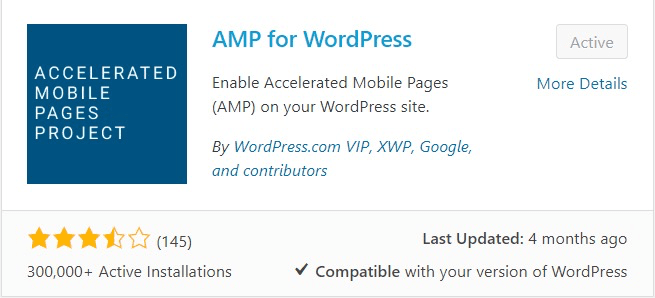 ACCELERATED
MOBILE
PAGES
PROJECT
AMP for WordPress
Active
Enable Accelerated Mobile Pages
(AMP) on your WordPress site.
More Details
By WordPress.com VIP, XWP, Google,
and contributors
(145)
Last Updated: 4 months ago
300,000+ Active Installations
Compatible with your version of WordPress